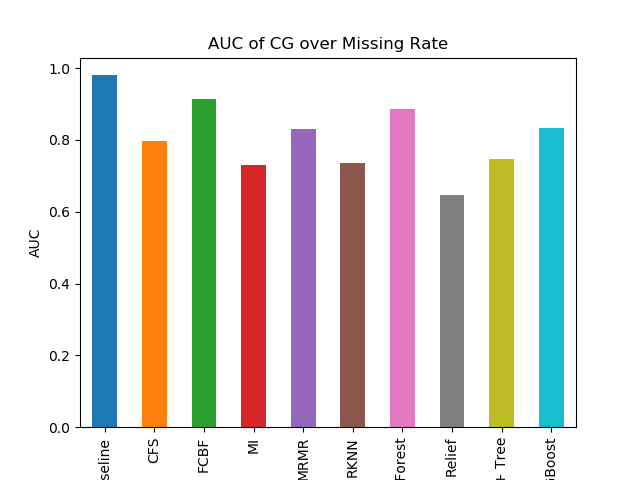 AUC of CG over Missing Rate
1.0
0.8
0.6
0.4
0.2
0.0
AUC
seline
CFS
FCBF
MI
MRMR
RKNN
Forest
Relief
+ Tree
Boost